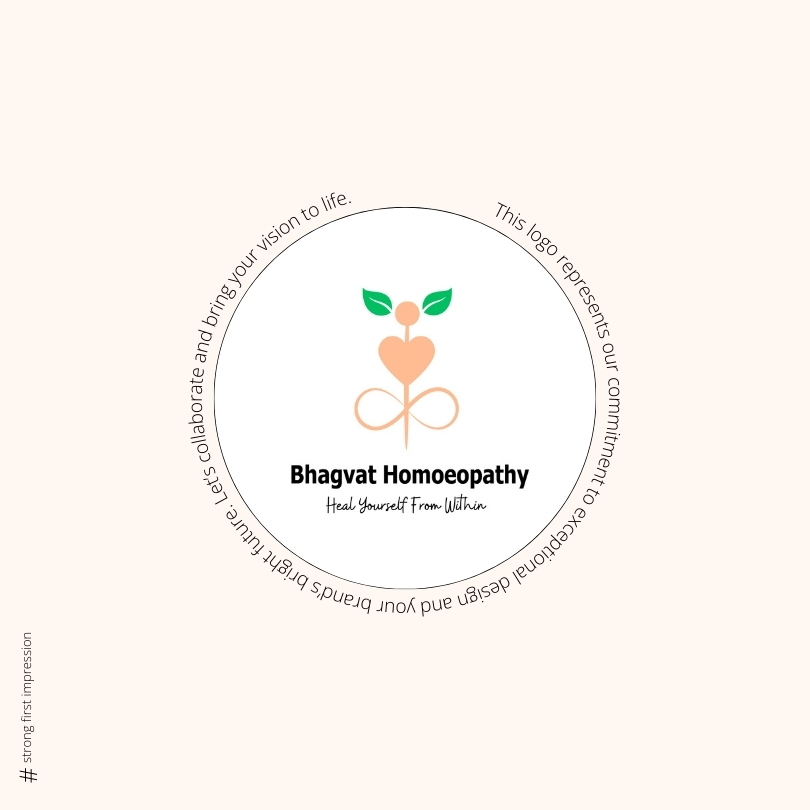 This logo represents our commitment to exceptional design and your brand's bright future. Let's collaborate and bring your vision to life.
Bhagvat Homoeopathy
Heal Yourself From Within
# strong first impression